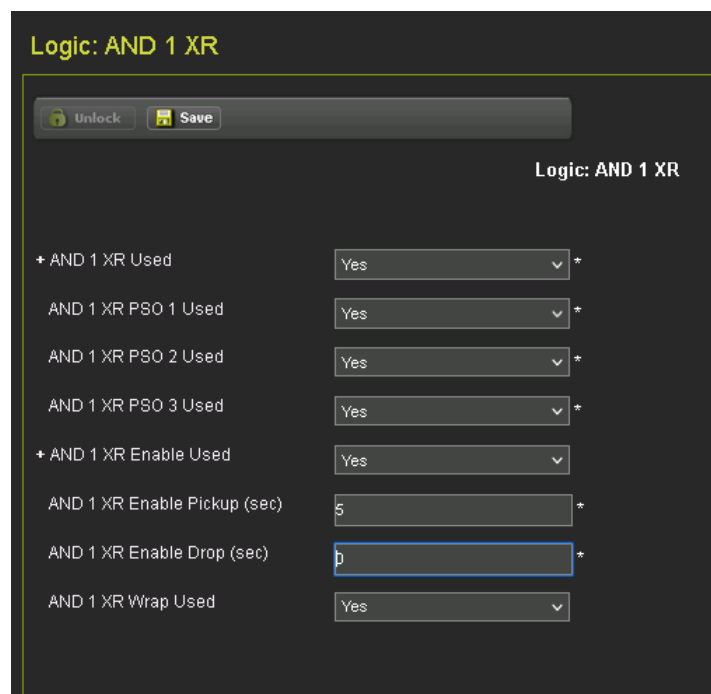 Logic: AND 1 XR
Unlock Save
Logic: AND 1 XR
+ AND 1 XR Used Yes *
AND 1 XR PSO 1 Used Yes *
AND 1 XR PSO 2 Used Yes *
AND 1 XR PSO 3 Used Yes *
+ AND 1 XR Enable Used Yes
AND 1 XR Enable Pickup (sec) 5 *
AND 1 XR Enable Drop (sec) 0 *
AND 1 XR Wrap Used Yes